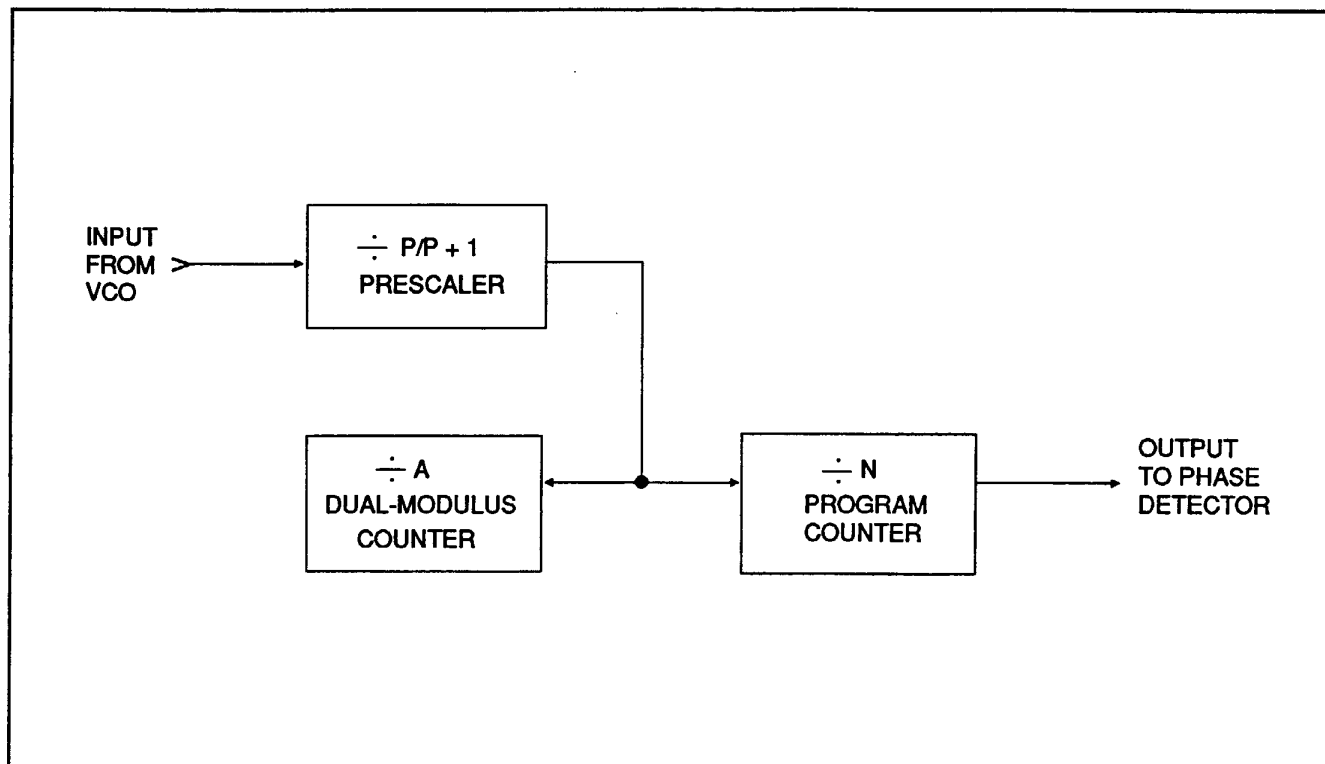 INPUT
FROM
VCO
÷ P/P + 1
PRESCALER
÷ A
DUAL-MODULUS
COUNTER
÷ N
PROGRAM
COUNTER
OUTPUT
TO PHASE
DETECTOR